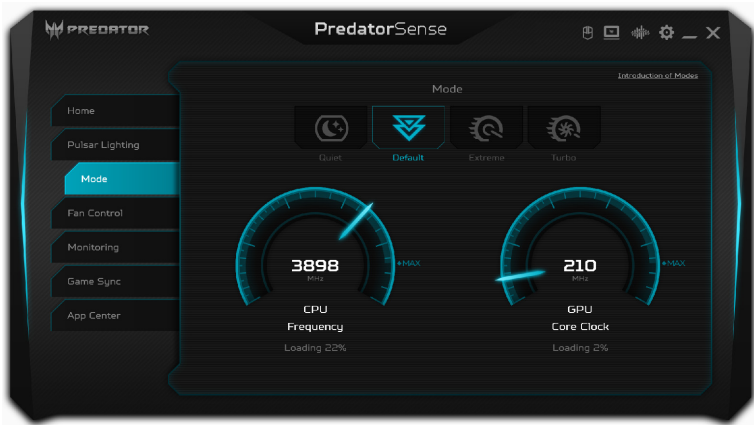 PREDATOR
PredatorSense
Introduction of Modes
Mode
Home
Pulsar Lighting
Mode
Fan Control
Monitoring
Game Sync
App Center
Quiet
Default
Extreme
Turbo
3898
MHz
MAX
CPU
Frequency
Loading 22%
210
MHz
MAX
GPU
Core Clock
Loading 2%